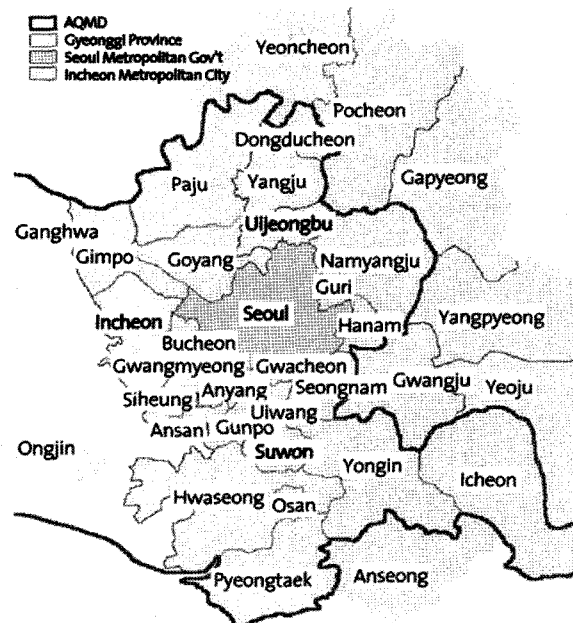 AQMD
Gyeonggi Province
Seoul Metropolitan Gov't
Incheon Metropolitan City
Yeoncheon
Pocheon
Dongducheon
Paju
Yangju
Gapyeong
Ganghwa
Uijeongbu
Gimpo
Goyang
Namyangju
Guri
Incheon
Seoul
Hanam
Yangpyeong
Bucheon
Gwangmyeong
Gwacheon
Siheung
Anyang
Seongnam
Gwangju
Yeoju
Uiwang
Ansan
Gunpo
Ongjin
Suwon
Yongin
Icheon
Hwaseong
Osan
Pyeongtaek
Anseong